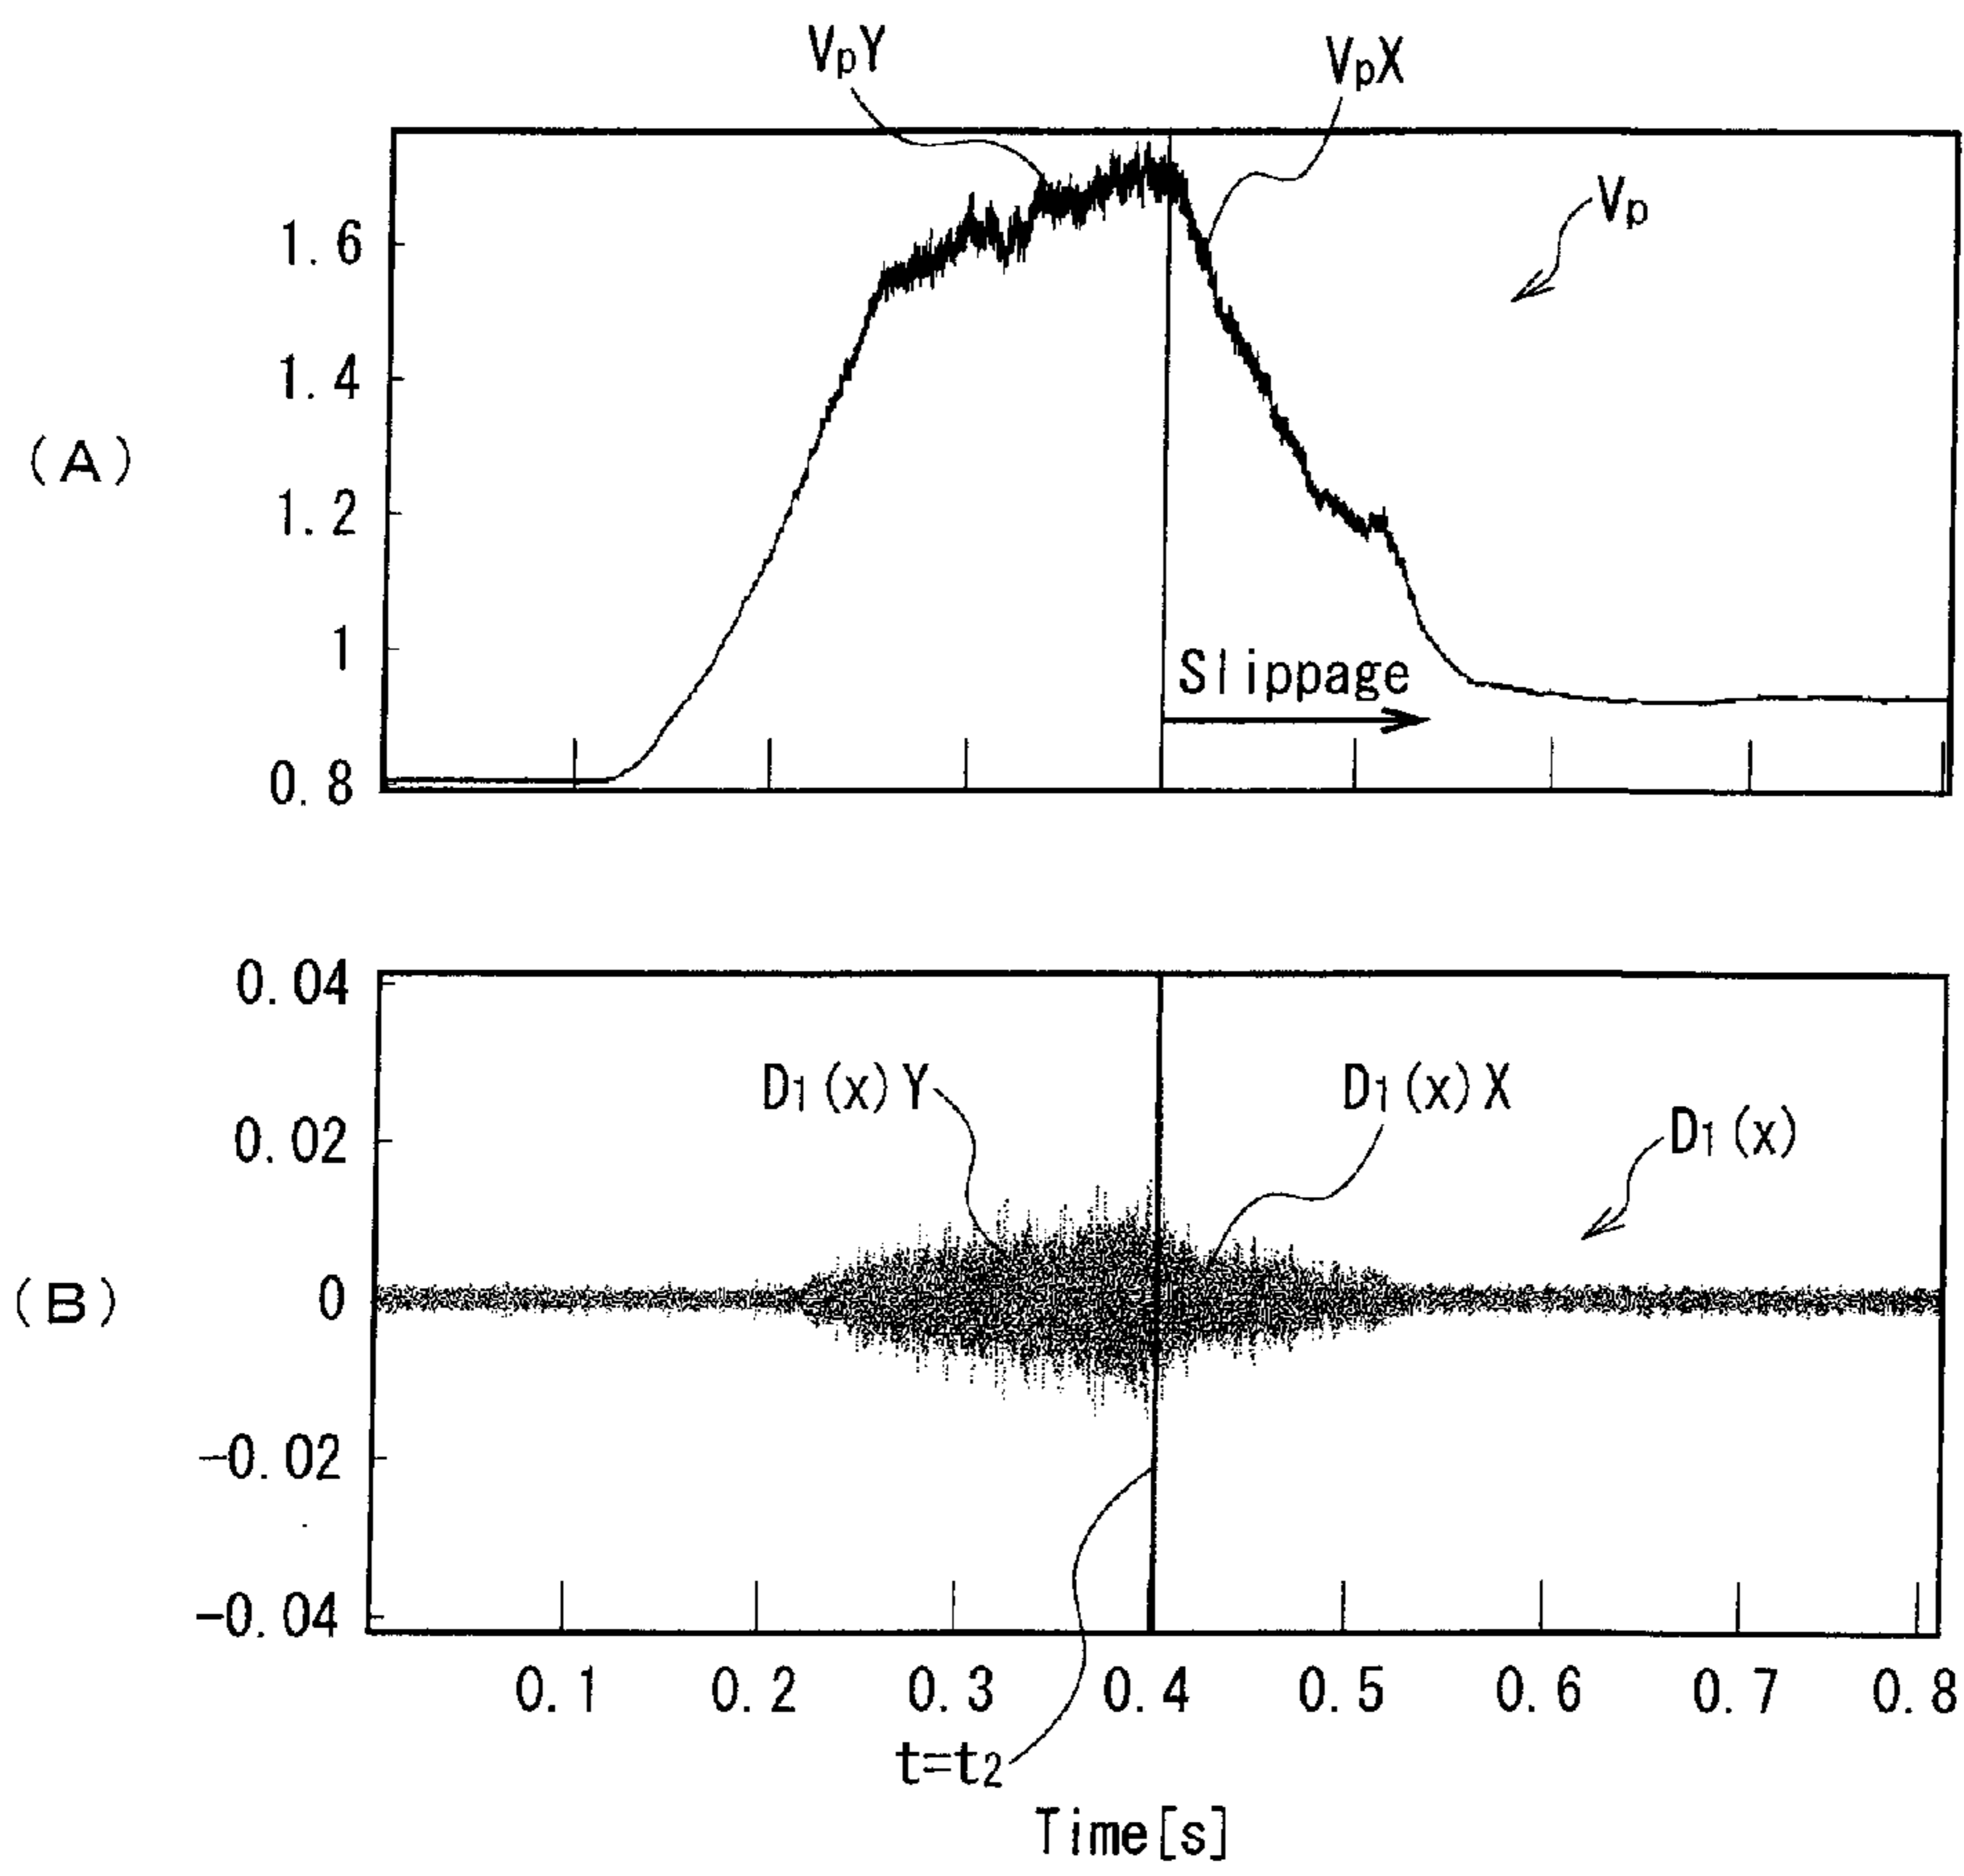 VpY VpX
Vp
1.6
1.4
(A)
1.2
1
Slippage
0.8
0.04
D1(x)Y D1(x)X
D1(x)
0.02
(B) 0
-0.02
-0.04
0.1 0.2 0.3 0.4 0.5 0.6 0.7 0.8
t=t2
Time[s]